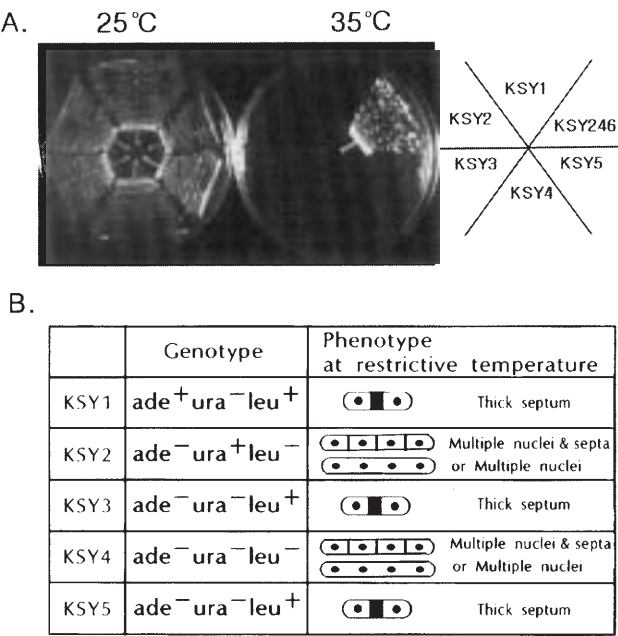 A.
25°C 35°C
KSY1
KSY2 KSY246
KSY3 KSY5
KSY4
B.
Genotype Phenotype at restrictive temperature
KSY1 ade⁺ura⁻leu⁺ Thick septum
KSY2 ade⁻ura⁺leu⁻ Multiple nuclei & septa
or Multiple nuclei
KSY3 ade⁻ura⁻leu⁺ Thick septum
KSY4 ade⁻ura⁻leu⁻ Multiple nuclei & septa
or Multiple nuclei
KSY5 ade⁻ura⁻leu⁺ Thick septum